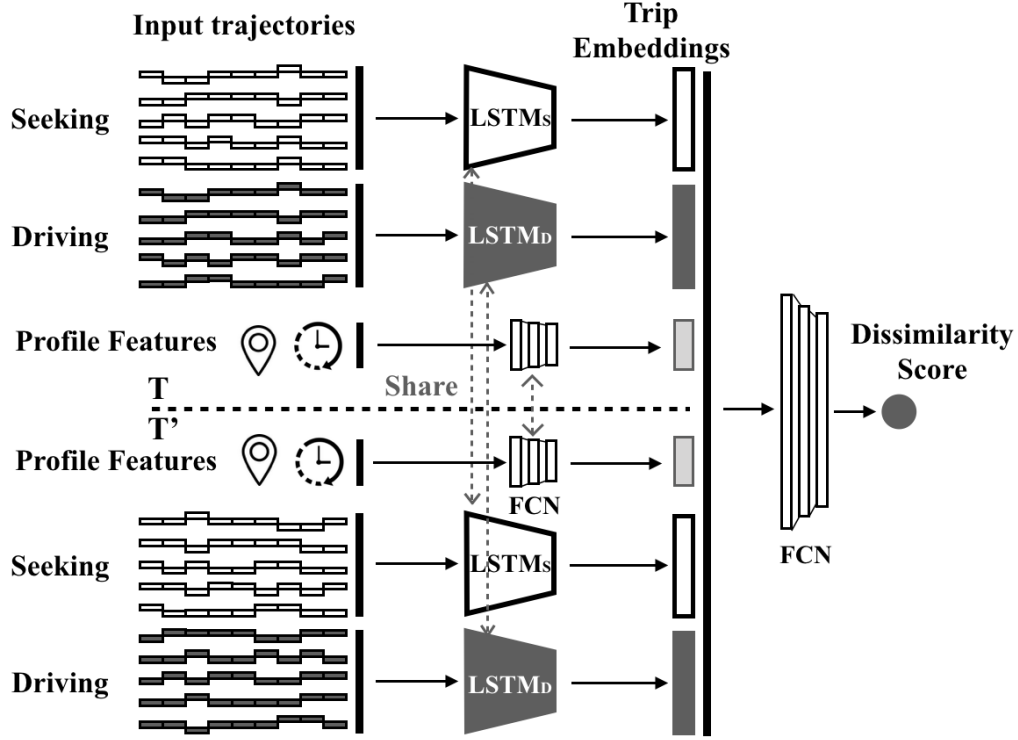 Input trajectories
Trip
Embeddings
Seeking
LSTMs
Driving
LSTMD
Profile Features
Share
T
T’
Profile Features
FCN
Dissimilarity
Score
FCN
Seeking
LSTMs
Driving
LSTMD